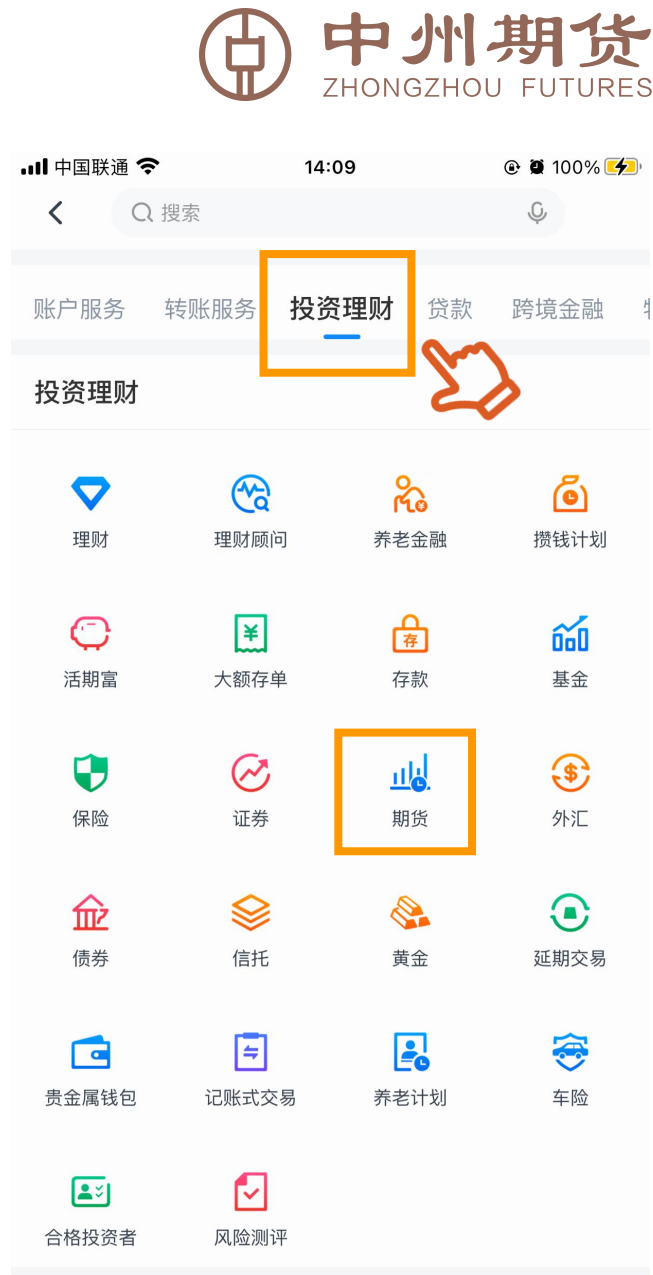 中州期货
ZHONGZHOU FUTURES
中国联通 14:09 100%
搜索
账户服务 转账服务 投资理财 贷款 跨境金融
投资理财
理财 理财顾问 养老金融 攒钱计划
存
活期富 大额存单 存款 基金
保险 证券 期货 外汇
债券 信托 黄金 延期交易
贵金属钱包 记账式交易 养老计划 车险
合格投资者 风险测评